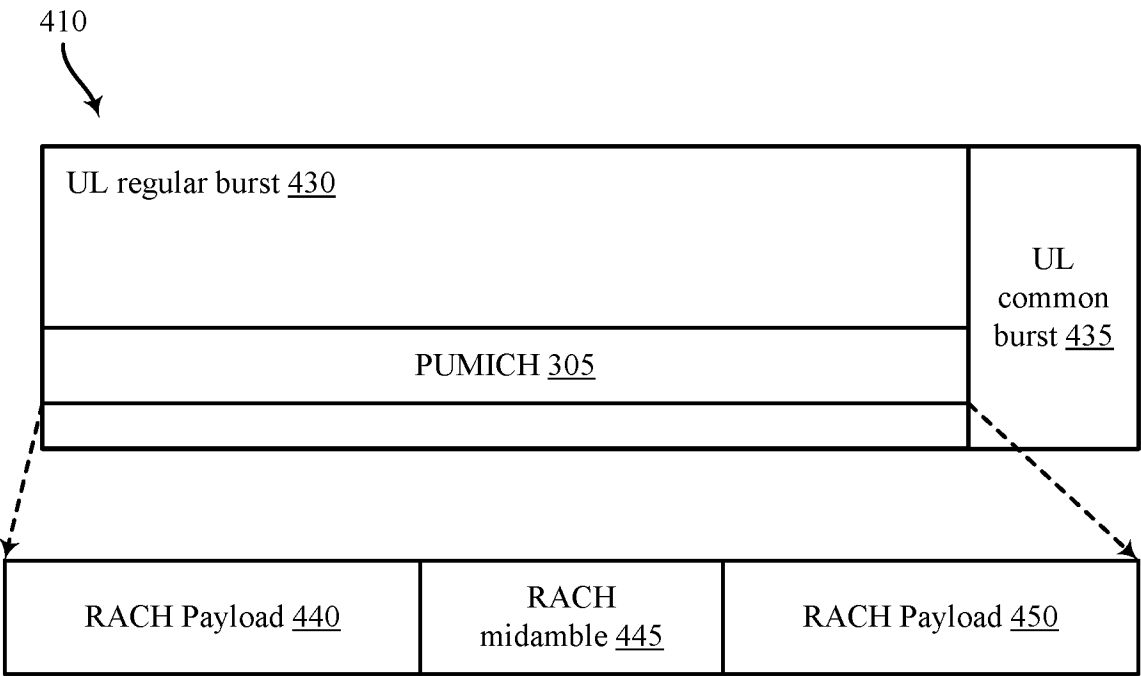 410
UL regular burst 430
UL
common
burst 435
PUMICH 305
RACH Payload 440
RACH
midamble 445
RACH Payload 450